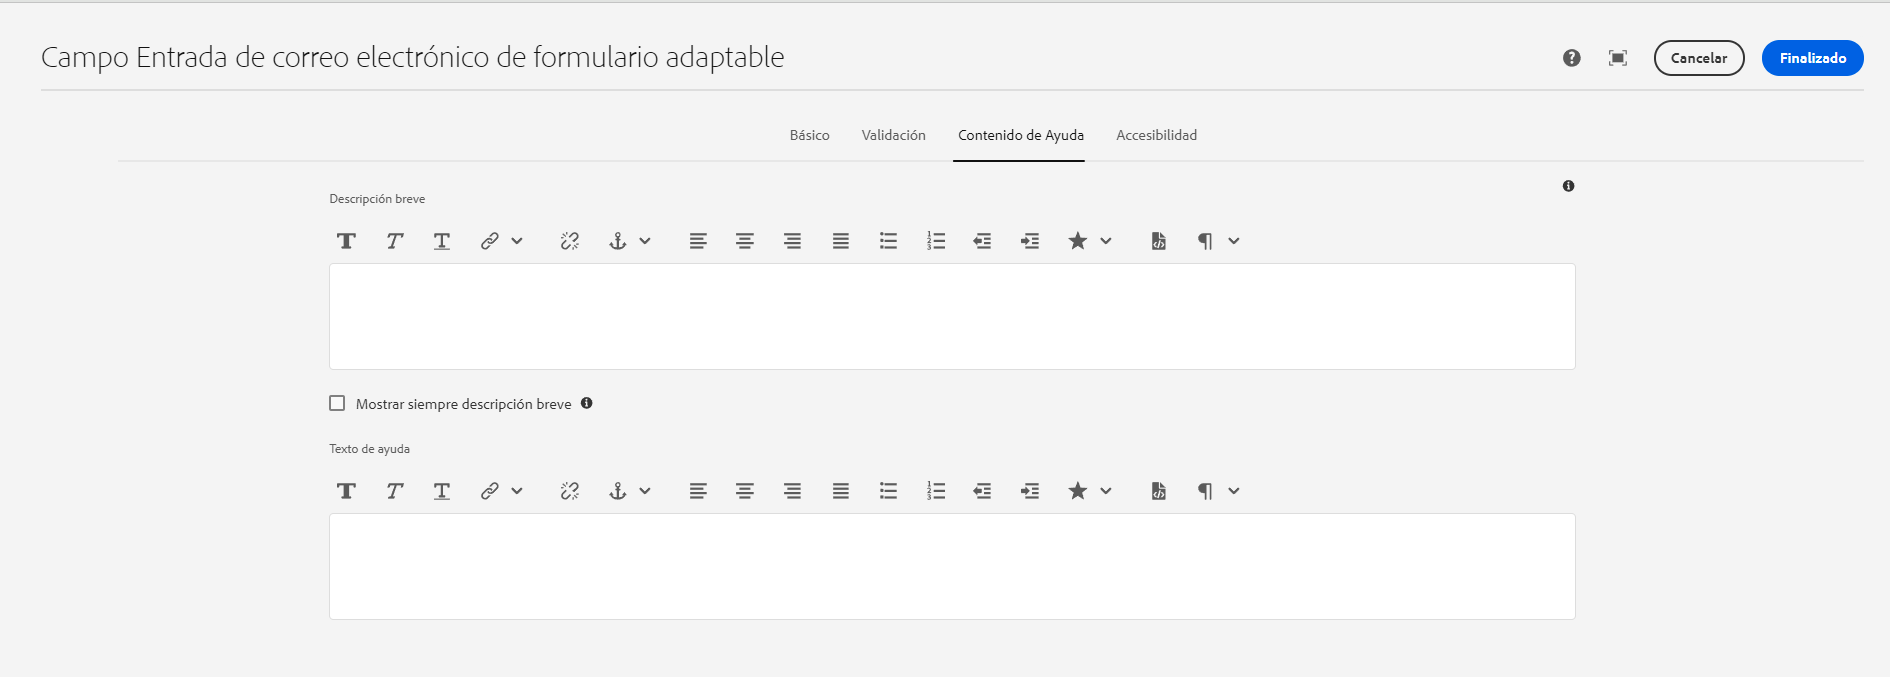 Campo Entrada de correo electrónico de formulario adaptable
Cancelar
Finalizado
Básico
Validación
Contenido de Ayuda
Accesibilidad
Descripción breve
Mostrar siempre descripción breve
Texto de ayuda